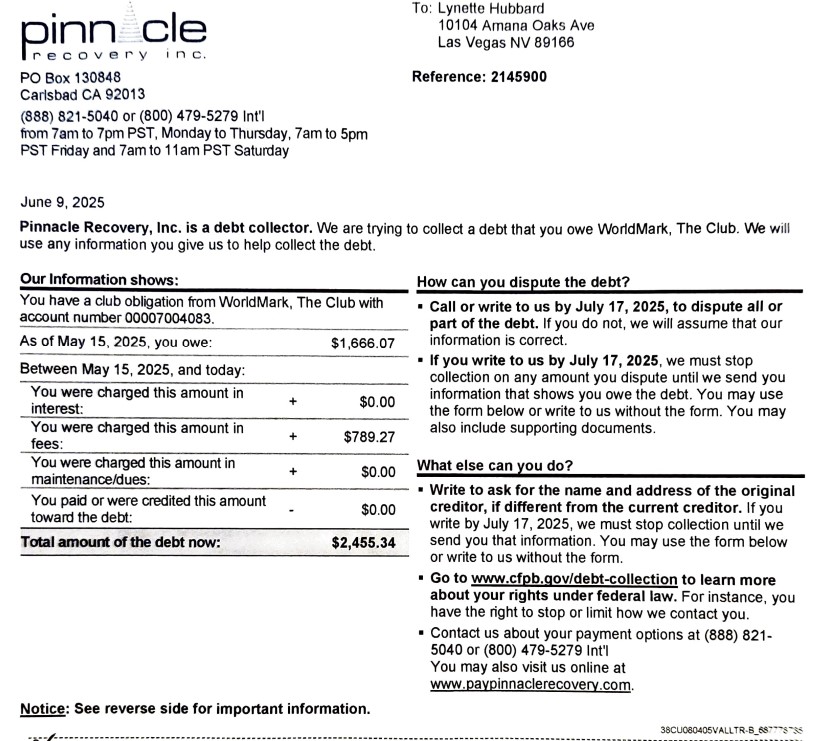 pinnacle
recovery inc.
PO Box 130848
Carlsbad CA 92013
(888) 821-5040 or (800) 479-5279 Int'l
from 7am to 7pm PST, Monday to Thursday, 7am to 5pm
PST Friday and 7am to 11am PST Saturday
To: Lynette Hubbard
10104 Amana Oaks Ave
Las Vegas NV 89166
Reference: 2145900
June 9, 2025
Pinnacle Recovery, Inc. is a debt collector. We are trying to collect a debt that you owe WorldMark, The Club. We will
use any information you give us to help collect the debt.
Our Information shows:
You have a club obligation from WorldMark, The Club with
account number 00007004083.
As of May 15, 2025, you owe: $1,666.07
Between May 15, 2025, and today:
You were charged this amount in
interest: + $0.00
You were charged this amount in
fees: + $789.27
You were charged this amount in
maintenance/dues: + $0.00
You paid or were credited this amount
toward the debt: - $0.00
Total amount of the debt now: $2,455.34
How can you dispute the debt?
▪ Call or write to us by July 17, 2025, to dispute all or
part of the debt. If you do not, we will assume that our
information is correct.
▪ If you write to us by July 17, 2025, we must stop
collection on any amount you dispute until we send you
information that shows you owe the debt. You may use
the form below or write to us without the form. You may
also include supporting documents.
What else can you do?
▪ Write to ask for the name and address of the original
creditor, if different from the current creditor. If you
write by July 17, 2025, we must stop collection until we
send you that information. You may use the form below
or write to us without the form.
▪ Go to www.cfpb.gov/debt-collection to learn more
about your rights under federal law. For instance, you
have the right to stop or limit how we contact you.
▪ Contact us about your payment options at (888) 821-
5040 or (800) 479-5279 Int'l
You may also visit us online at
www.paypinnaclerecovery.com.
Notice: See reverse side for important information.